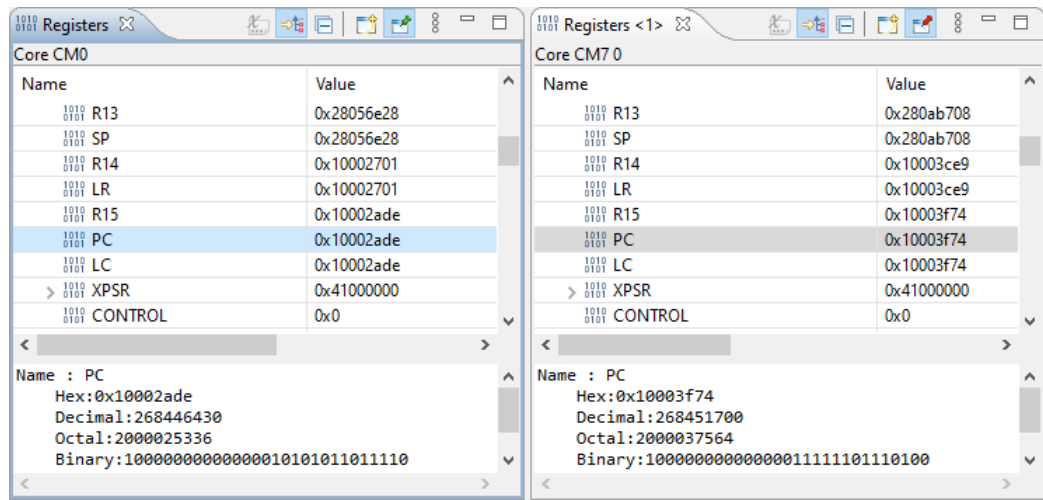 Registers
Core CM0
Name Value
R13 0x28056e28
SP 0x28056e28
R14 0x10002701
LR 0x10002701
R15 0x10002ade
PC 0x10002ade
LC 0x10002ade
XPSR 0x41000000
CONTROL 0x0
Name : PC
Hex:0x10002ade
Decimal:268446430
Octal:2000025336
Binary:10000000000000010101011011110
Registers <1>
Core CM7 0
Name Value
R13 0x280ab708
SP 0x280ab708
R14 0x10003ce9
LR 0x10003ce9
R15 0x10003f74
PC 0x10003f74
LC 0x10003f74
XPSR 0x41000000
CONTROL 0x0
Name : PC
Hex:0x10003f74
Decimal:268451700
Octal:2000037564
Binary:10000000000000011111101110100